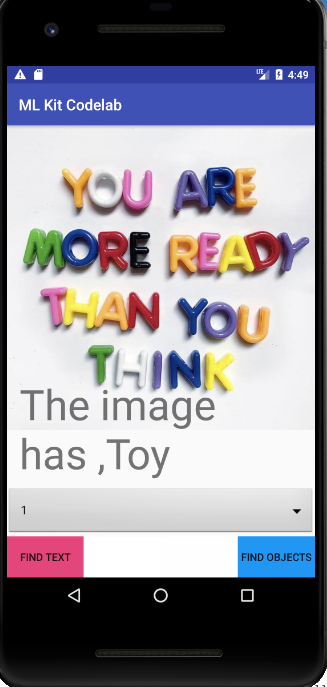 LTE 4:49
ML Kit Codelab
YOU ARE
MORE READY
THAN YOU
THINK
The image
has ,Toy
1
FIND TEXT
FIND OBJECTS